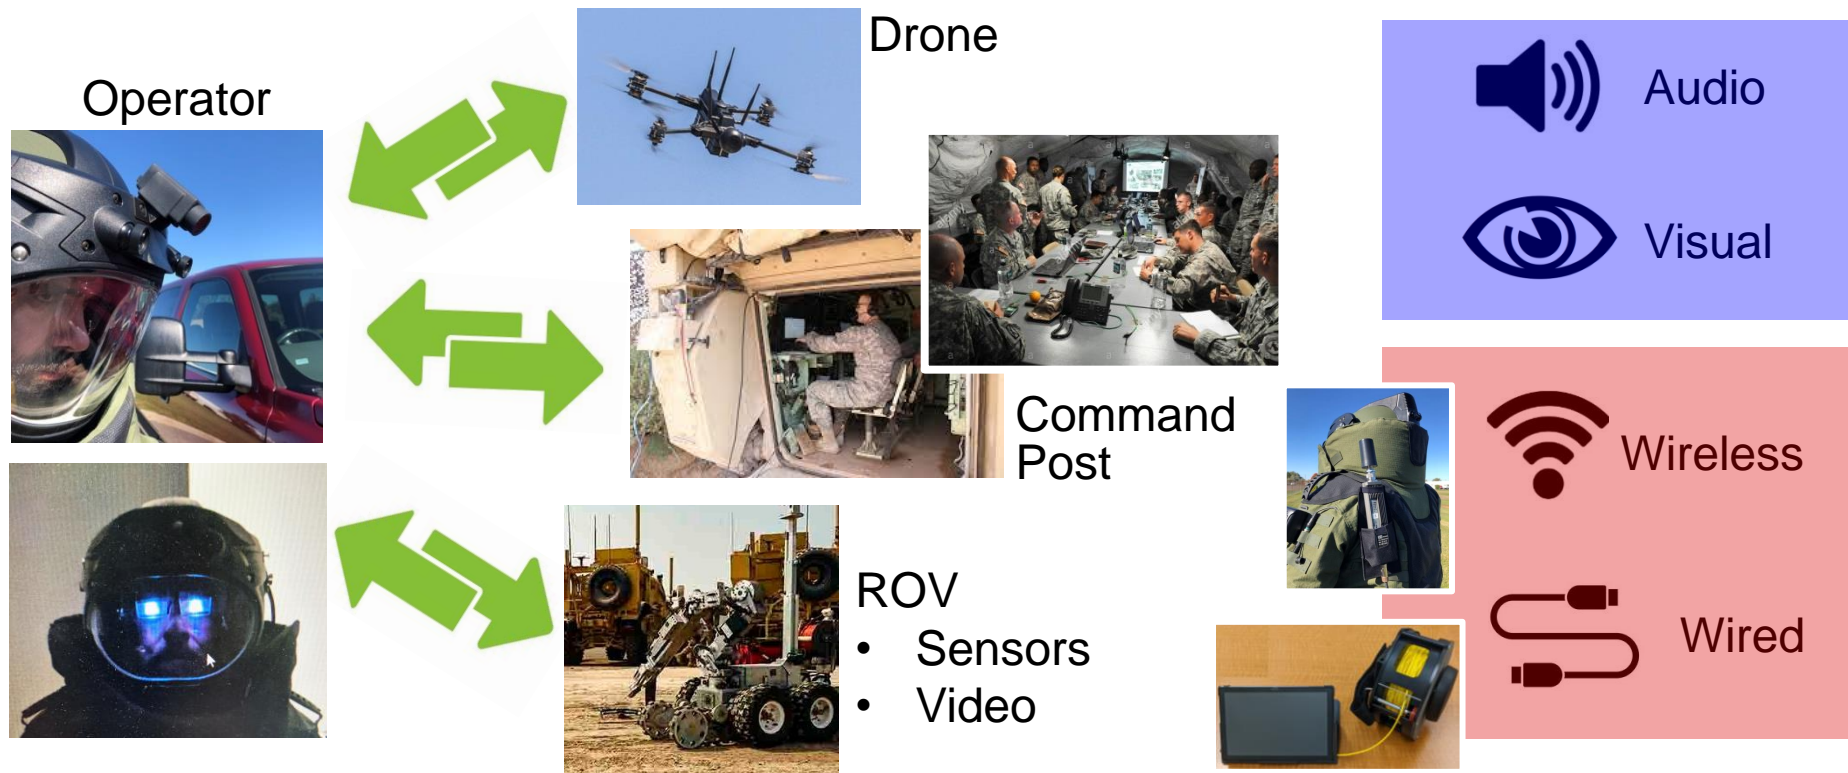 Operator
Drone
Command
Post
ROV
• Sensors
• Video
Audio
Visual
Wireless
Wired